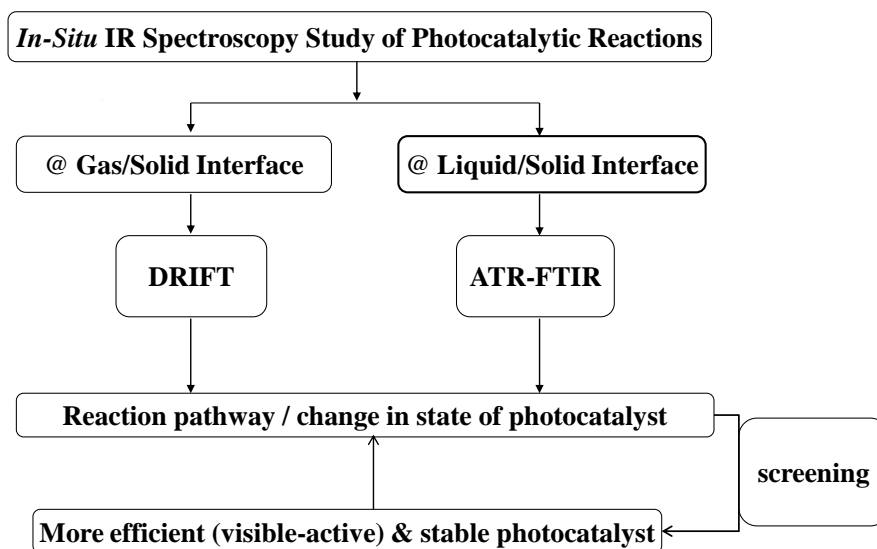 In-Situ IR Spectroscopy Study of Photocatalytic Reactions
@ Gas/Solid Interface
@ Liquid/Solid Interface
DRIFT
ATR-FTIR
Reaction pathway / change in state of photocatalyst
screening
More efficient (visible-active) & stable photocatalyst